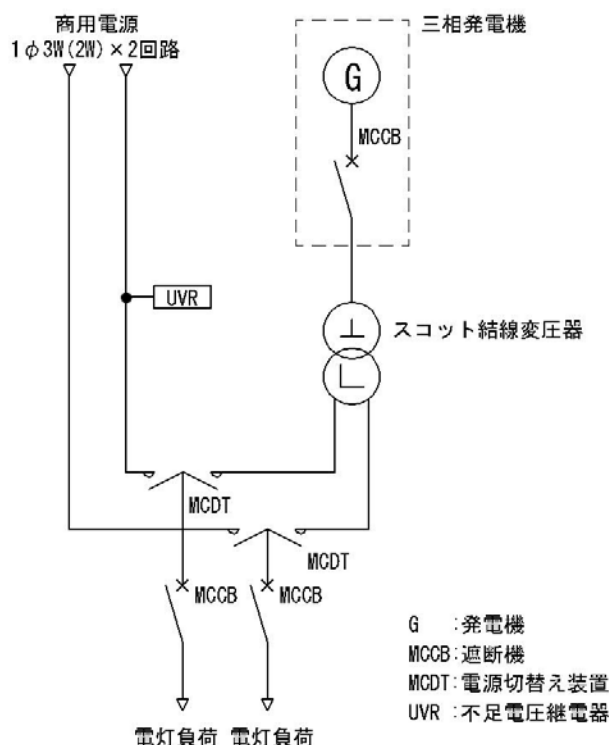 商用電源
1φ3W(2W)×2回路
三相発電機
G
MCCB
UVR
スコット結線変圧器
MCDT
MCDT
MCCB
MCCB
電灯負荷 電灯負荷
G :発電機
MCCB:遮断機
MCDT:電源切替え装置
UVR :不足電圧継電器